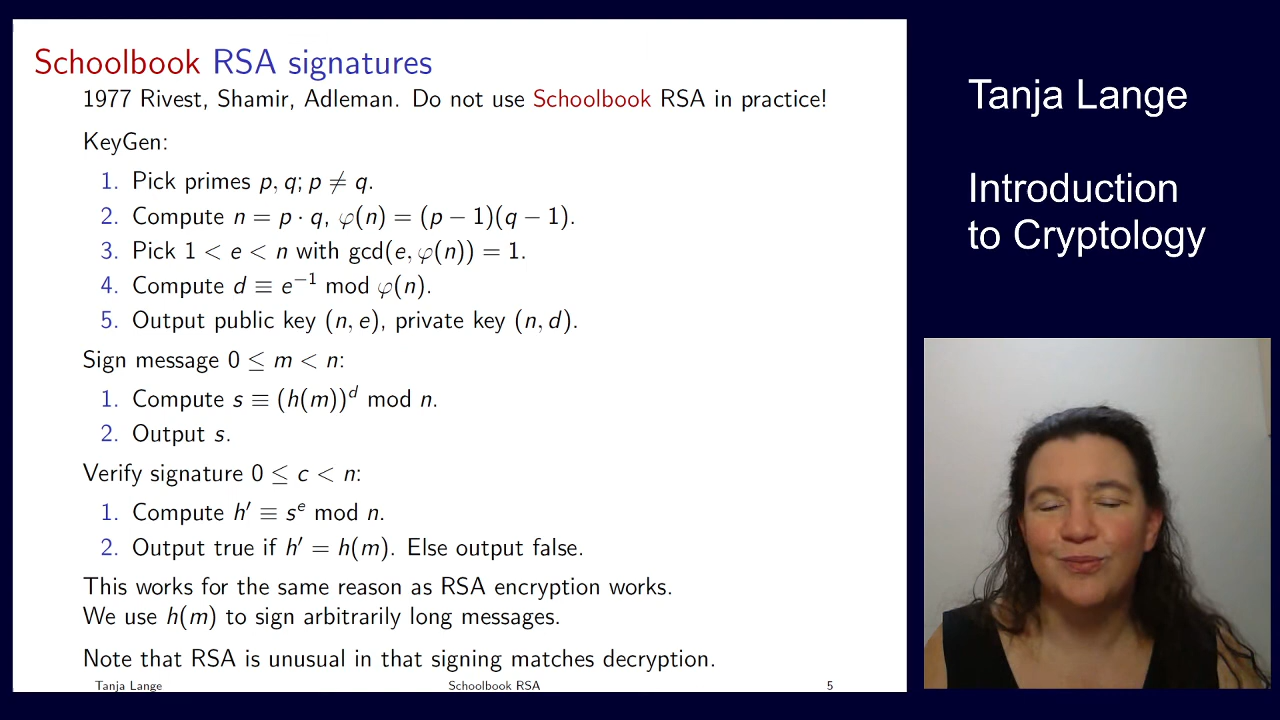 Schoolbook RSA signatures
1977 Rivest, Shamir, Adleman. Do not use Schoolbook RSA in practice!
KeyGen:
1. Pick primes p, q; p ≠ q.
2. Compute n = p · q, φ(n) = (p − 1)(q − 1).
3. Pick 1 < e < n with gcd(e, φ(n)) = 1.
4. Compute d ≡ e⁻¹ mod φ(n).
5. Output public key (n, e), private key (n, d).
Sign message 0 ≤ m < n:
1. Compute s ≡ (h(m))ᵈ mod n.
2. Output s.
Verify signature 0 ≤ c < n:
1. Compute h′ ≡ sᵉ mod n.
2. Output true if h′ = h(m). Else output false.
This works for the same reason as RSA encryption works.
We use h(m) to sign arbitrarily long messages.
Note that RSA is unusual in that signing matches decryption.
Tanja Lange Schoolbook RSA 5
Tanja Lange
Introduction
to Cryptology